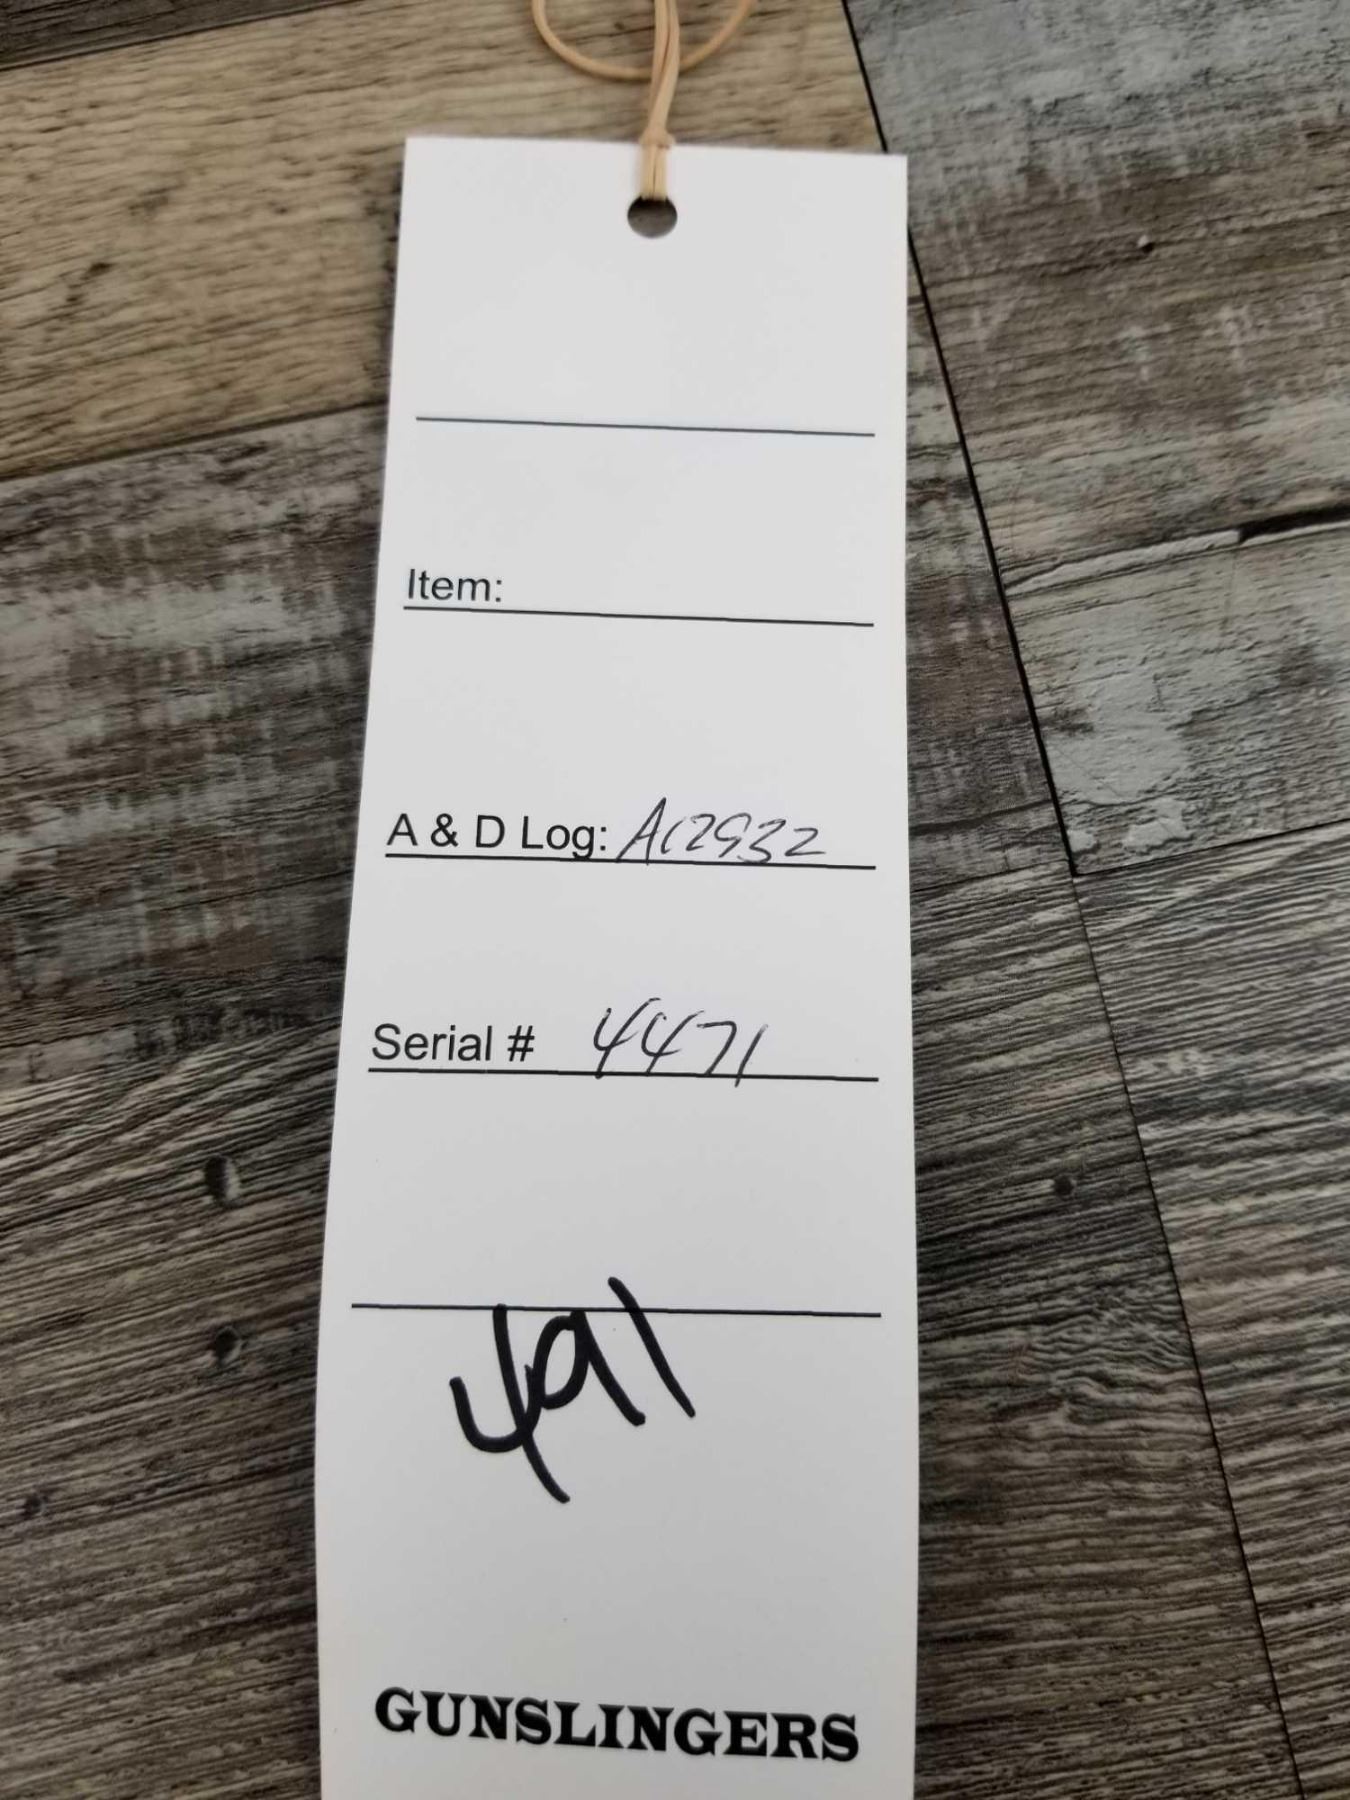 Item:
A & D Log: A12932
Serial # 4471
491
GUNSLINGERS